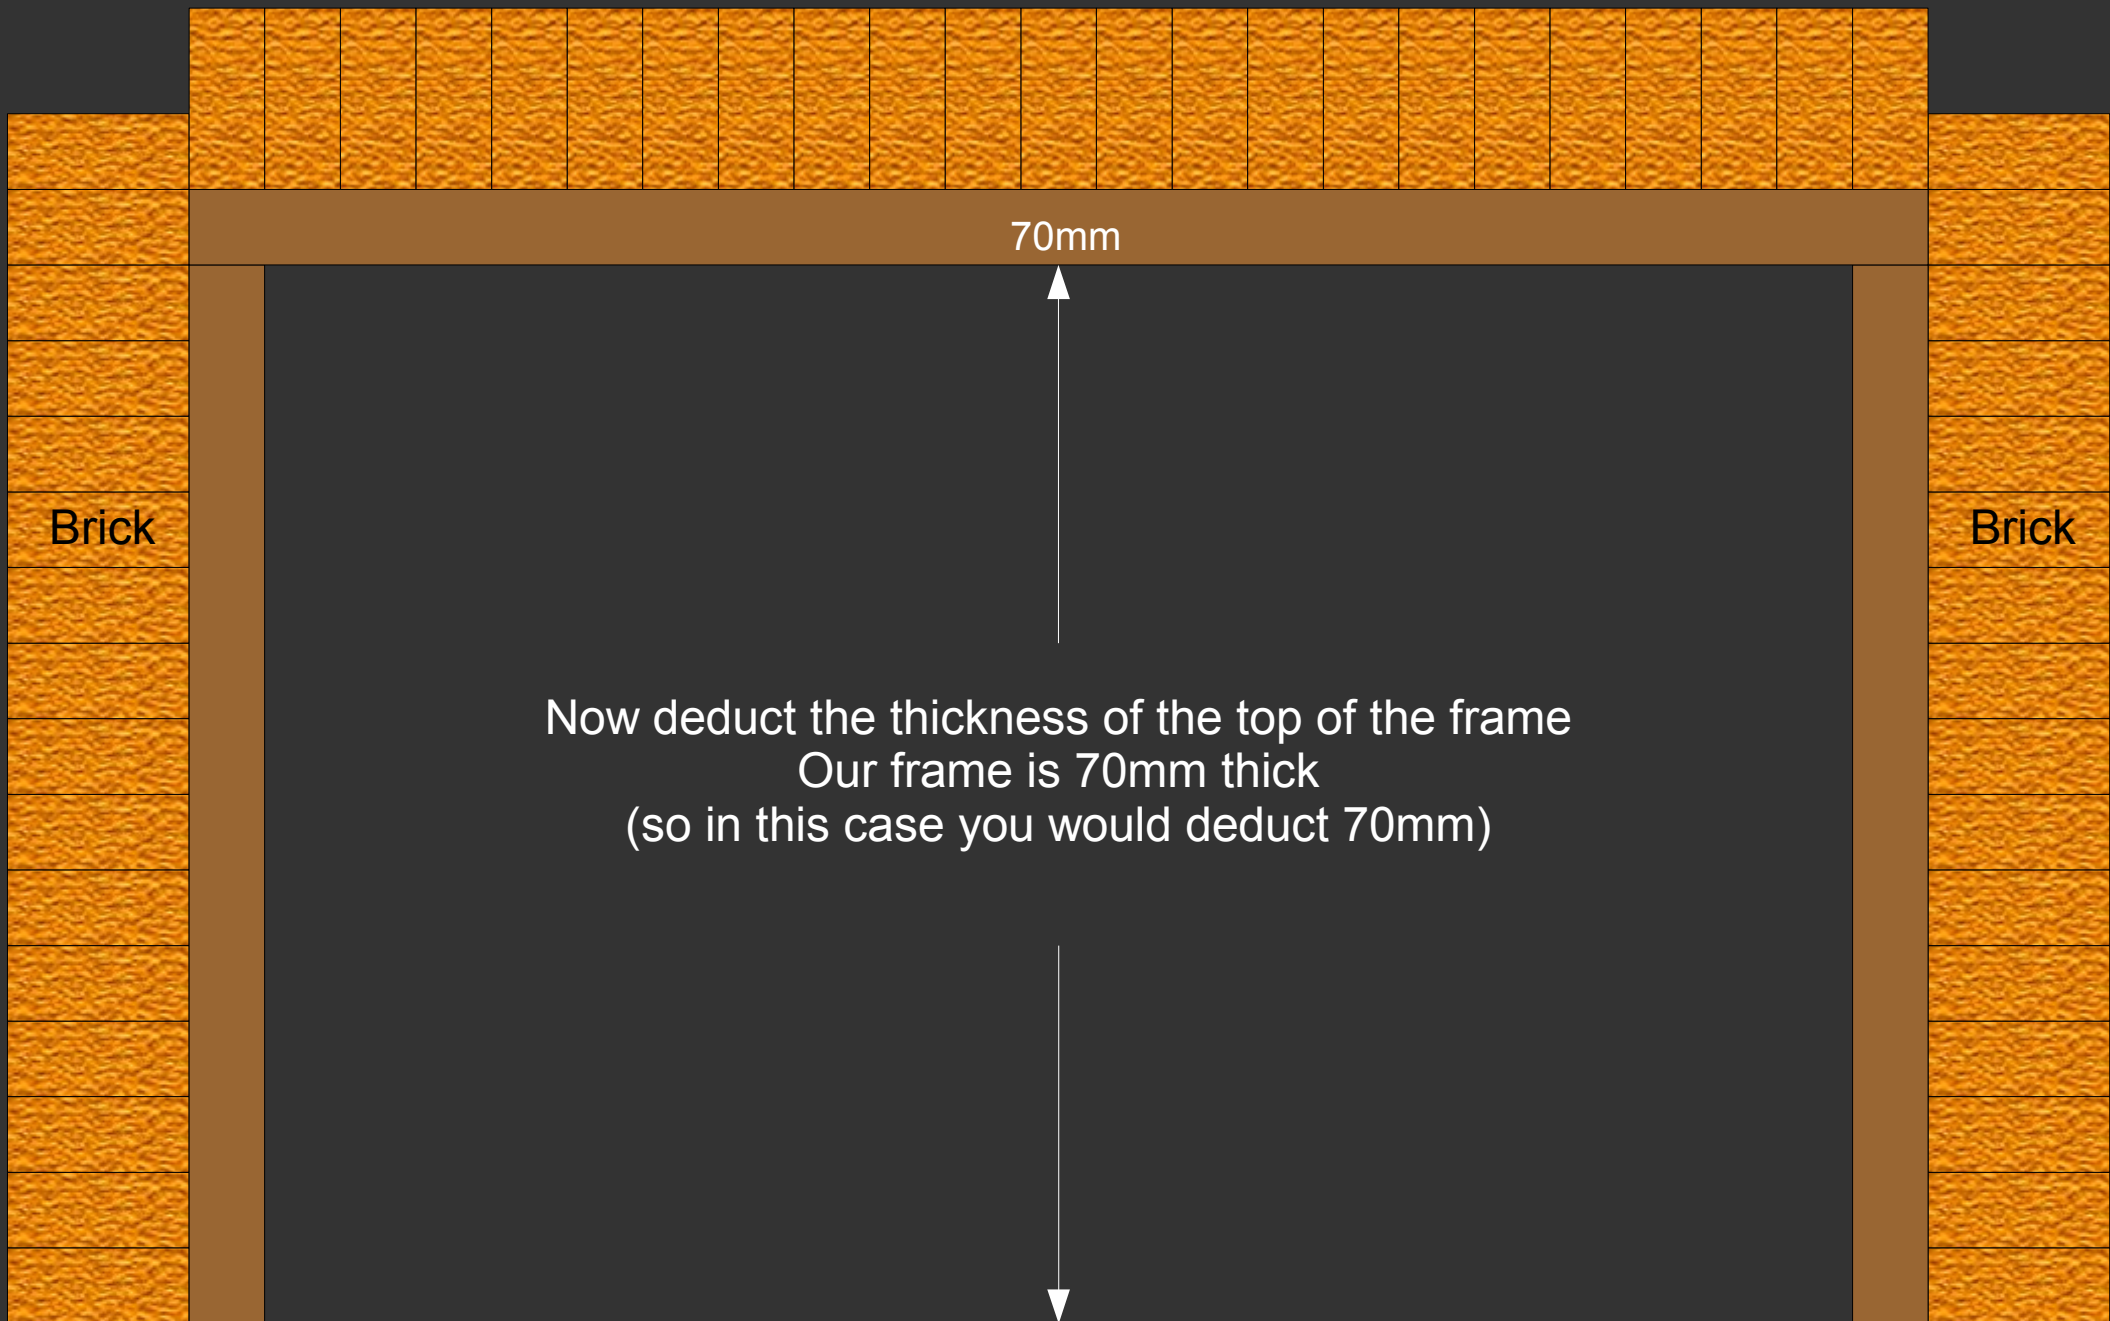 70mm
Brick
Brick
Now deduct the thickness of the top of the frame
Our frame is 70mm thick
(so in this case you would deduct 70mm)